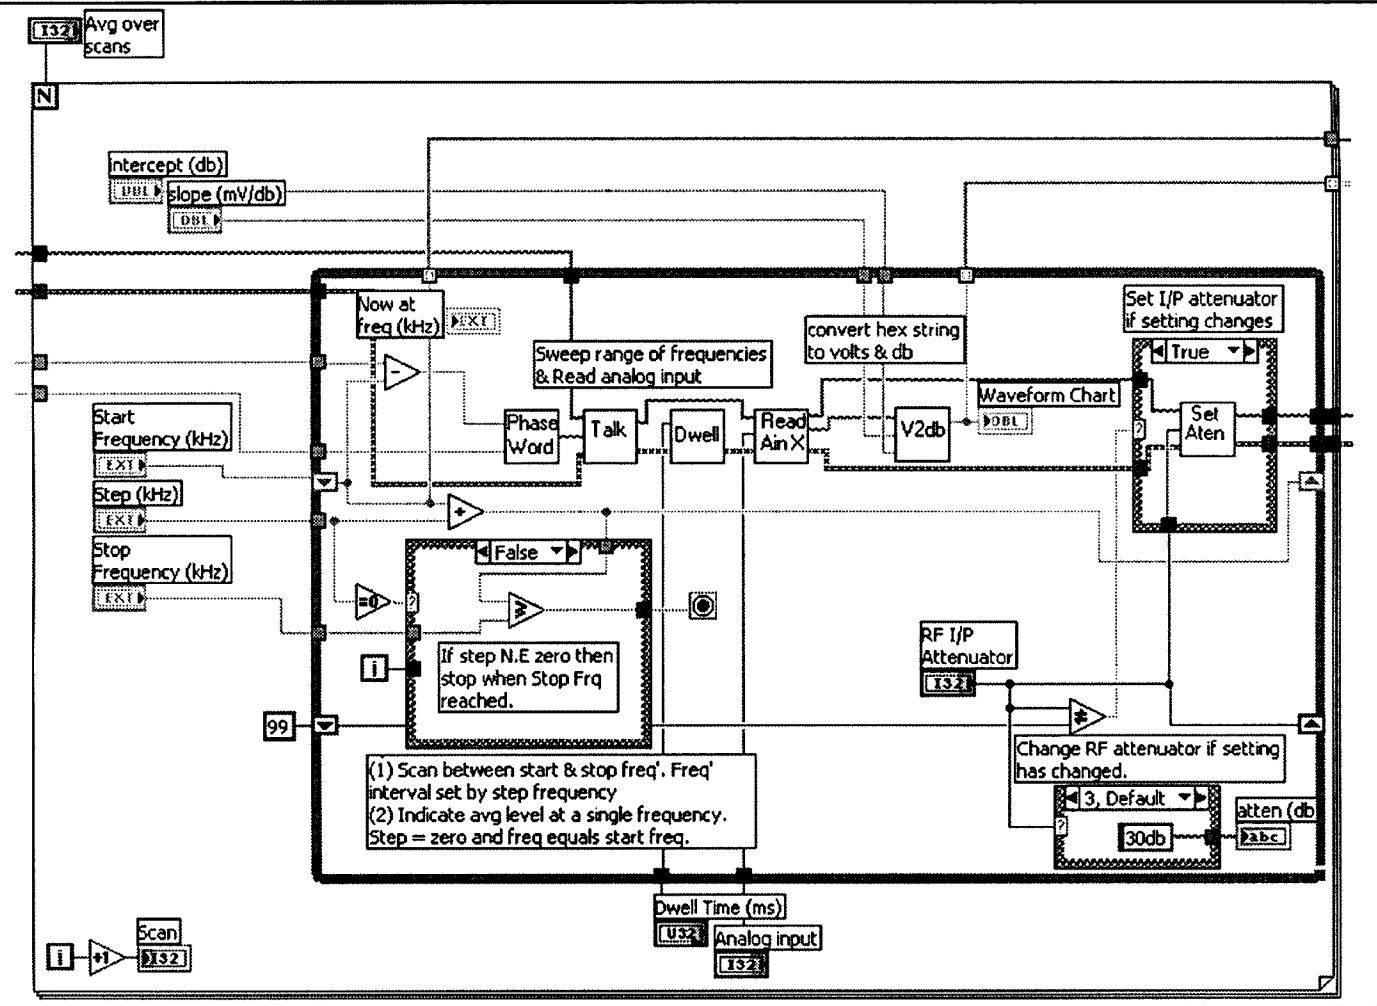 I32
Avg over
scans
N
intercept (db)
DBL
slope (mV/db)
DBL
Now at
freq (kHz)
EXT
-
Sweep range of frequencies
& Read analog input
convert hex string
to volts & db
Set I/P attenuator
if setting changes
True
Waveform Chart
DBL
Phase
Word
Talk
Dwell
Read
Ain X
V2db
?
Set
Aten
Start
Frequency (kHz)
EXT
Step (kHz)
EXT
+
Stop
Frequency (kHz)
EXT
False
=0
?
≥
i
If step N.E zero then
stop when Stop Frq
reached.
RF I/P
Attenuator
I32
99
≠
Change RF attenuator if setting
has changed.
(1) Scan between start & stop freq'. Freq'
interval set by step frequency
(2) Indicate avg level at a single frequency.
Step = zero and freq equals start freq.
3, Default
?
30db
atten (db
abc
Dwell Time (ms)
U32
Analog input
I32
i
+1
Scan
I32